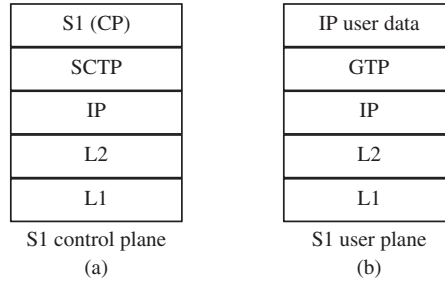 S1 (CP)
SCTP
IP
L2
L1
S1 control plane
(a)
IP user data
GTP
IP
L2
L1
S1 user plane
(b)